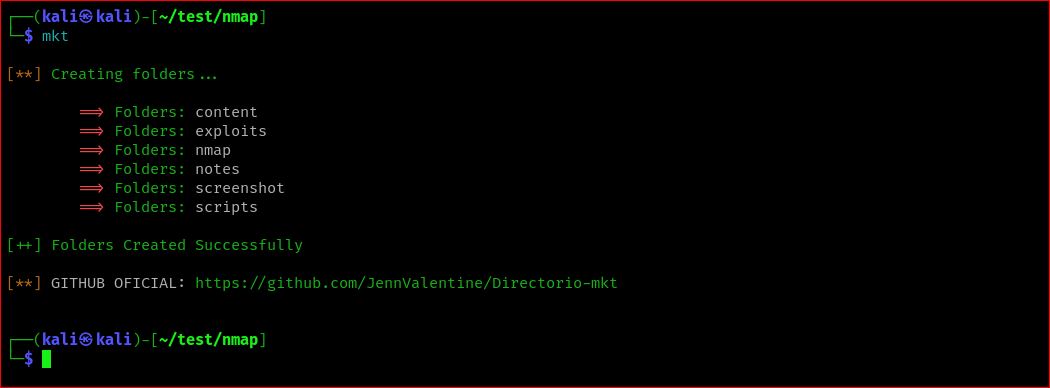 ┌──(kali㉿kali)-[~/test/nmap]
└─$ mkt
[**] Creating folders...
==> Folders: content
==> Folders: exploits
==> Folders: nmap
==> Folders: notes
==> Folders: screenshot
==> Folders: scripts
[++] Folders Created Successfully
[**] GITHUB OFICIAL: https://github.com/JennValentine/Directorio-mkt
┌──(kali㉿kali)-[~/test/nmap]
└─$